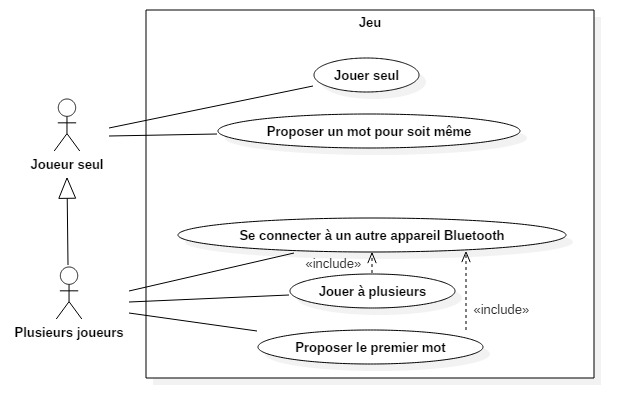 Jeu
Jouer seul
Proposer un mot pour soit même
Joueur seul
Se connecter à un autre appareil Bluetooth
«include»
Jouer à plusieurs
«include»
Plusieurs joueurs
Proposer le premier mot